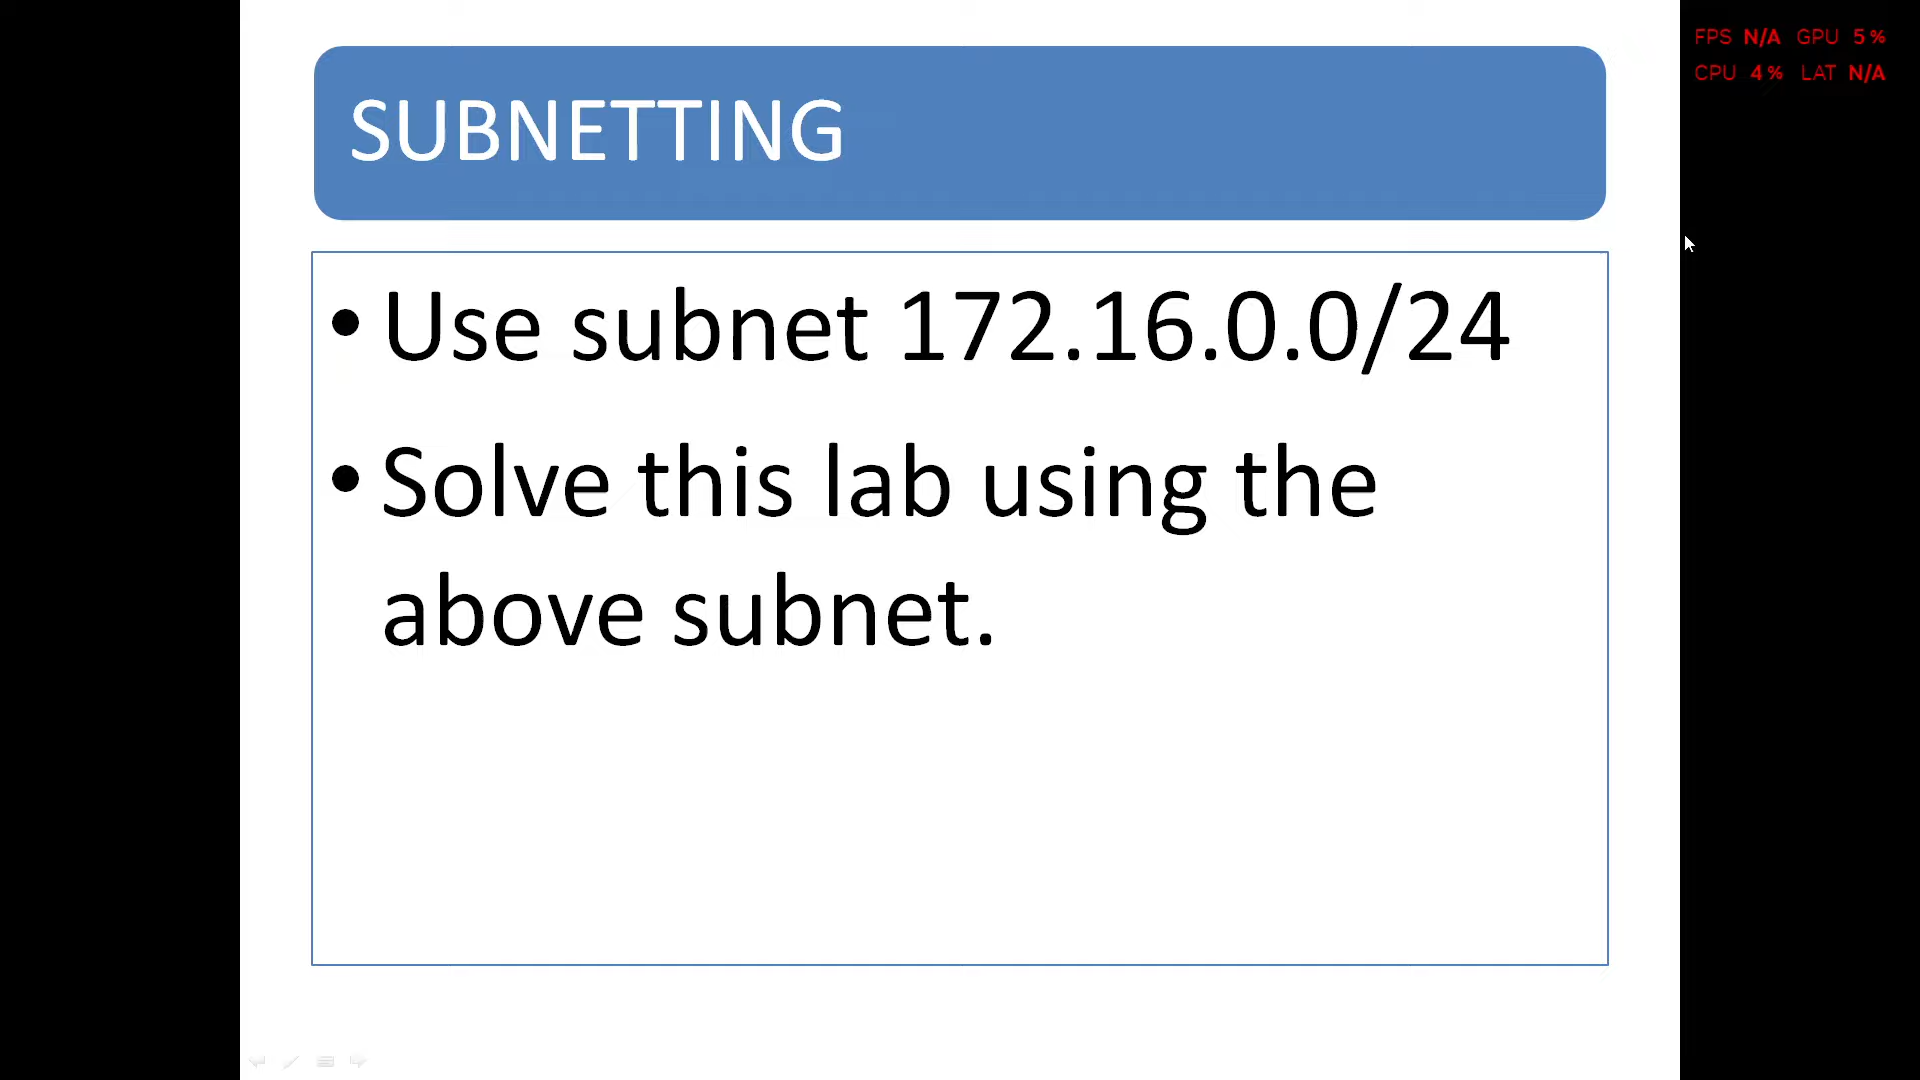 SUBNETTING
• Use subnet 172.16.0.0/24
• Solve this lab using the
above subnet.
FPS N/A GPU 5 %
CPU 4 % LAT N/A